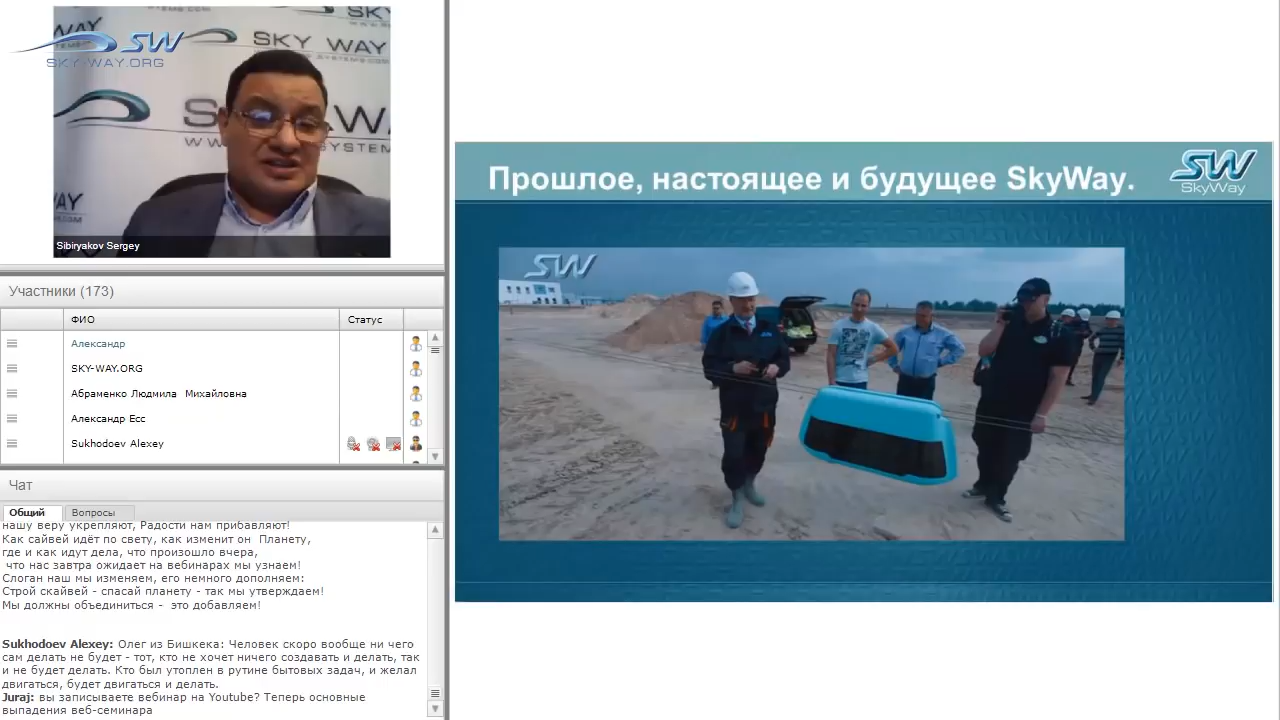 SW
SKY-WAY.ORG
SKY WAY
SKYWA
SYSTEM
Sibiryakov Sergey
Участники (173)
ФИО Статус
Александр
SKY-WAY.ORG
Абраменко Людмила Михайловна
Александр Есс
Sukhodoev Alexey
Чат
Общий Вопросы
нашу веру укрепляют, Радости нам прибавляют!
Как сайвей идёт по свету, как изменит он Планету,
где и как идут дела, что произошло вчера,
что нас завтра ожидает на вебинарах мы узнаем!
Слоган наш мы изменяем, его немного дополняем:
Строй скайвей - спасай планету - так мы утверждаем!
Мы должны объединиться - это добавляем!
Sukhodoev Alexey: Олег из Бишкека: Человек скоро вообще ни чего
сам делать не будет - тот, кто не хочет ничего создавать и делать, так
и не будет делать. Кто был утоплен в рутине бытовых задач, и желал
двигаться, будет двигаться и делать.
Juraj: вы записываете вебинар на Youtube? Теперь основные
выпадения веб-семинара
Прошлое, настоящее и будущее SkyWay.
SW
SkyWay
SW